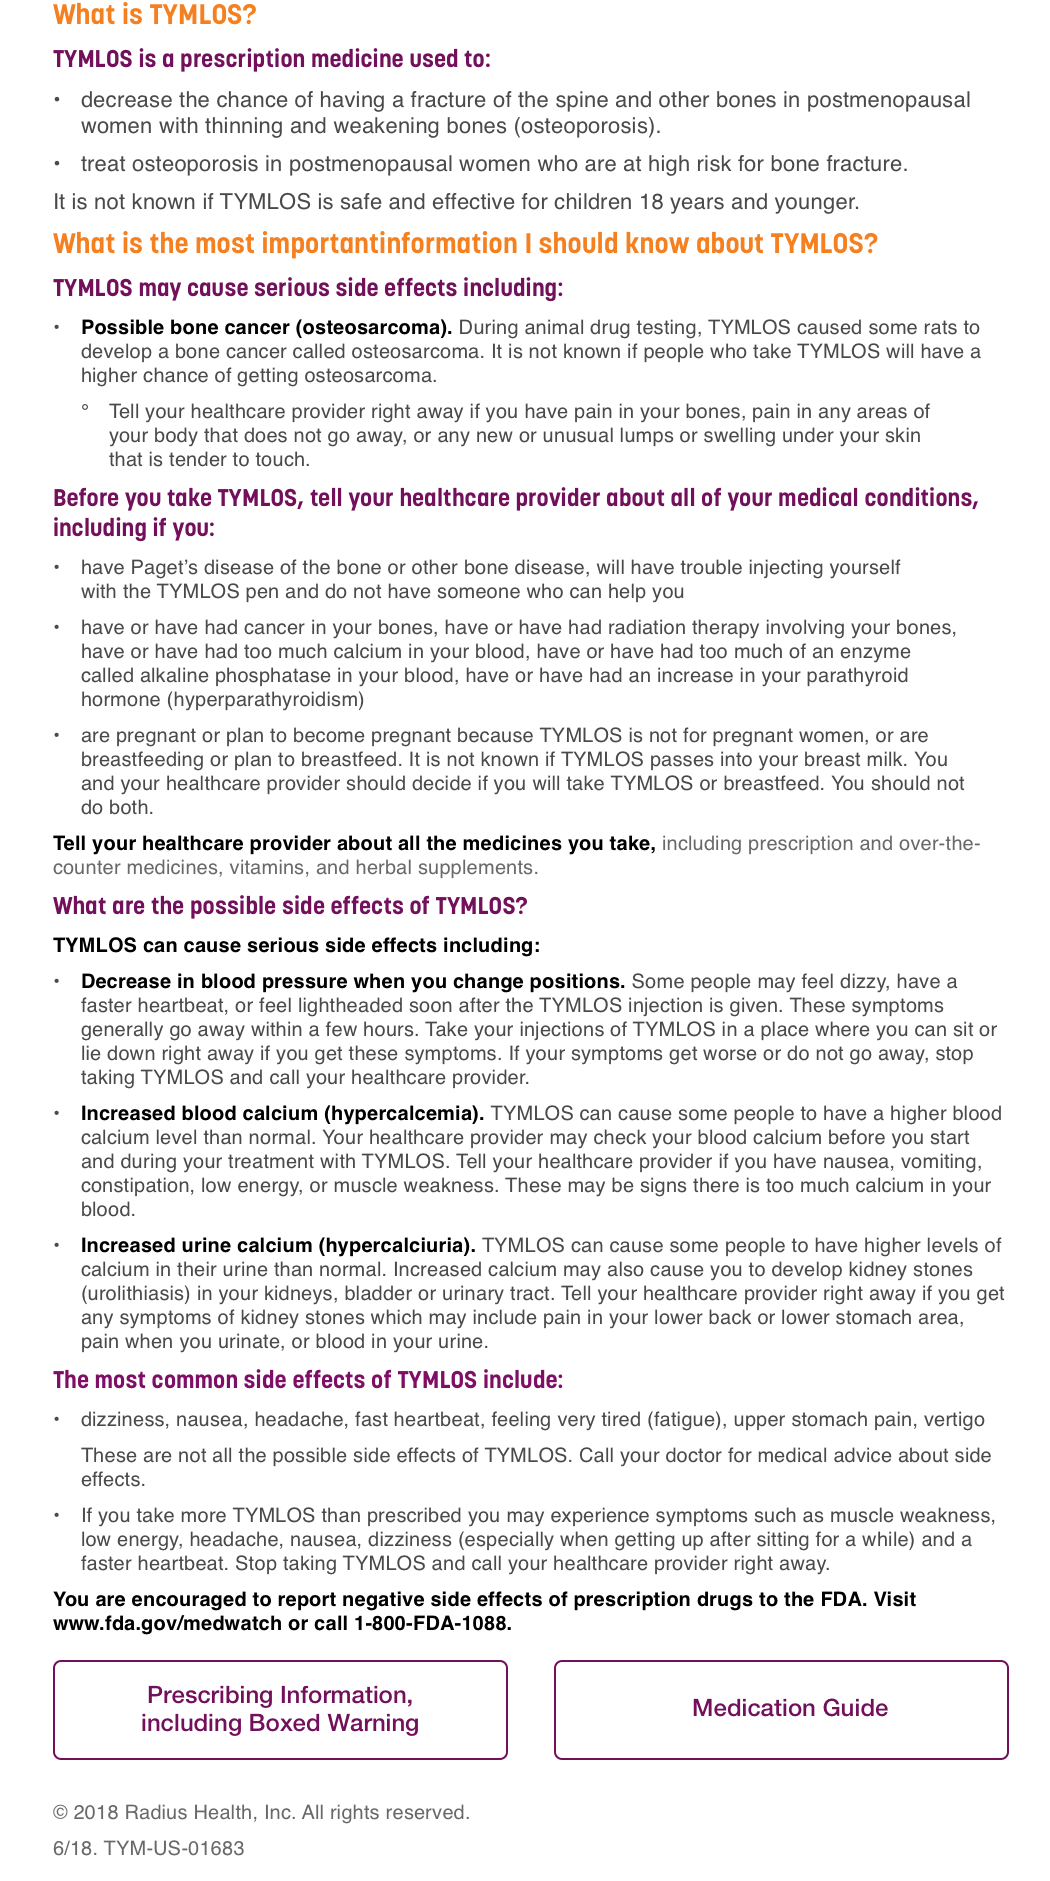 What is TYMLOS?
TYMLOS is a prescription medicine used to:
• decrease the chance of having a fracture of the spine and other bones in postmenopausal
women with thinning and weakening bones (osteoporosis).
• treat osteoporosis in postmenopausal women who are at high risk for bone fracture.
It is not known if TYMLOS is safe and effective for children 18 years and younger.
What is the most importantinformation I should know about TYMLOS?
TYMLOS may cause serious side effects including:
• Possible bone cancer (osteosarcoma). During animal drug testing, TYMLOS caused some rats to
develop a bone cancer called osteosarcoma. It is not known if people who take TYMLOS will have a
higher chance of getting osteosarcoma.
° Tell your healthcare provider right away if you have pain in your bones, pain in any areas of
your body that does not go away, or any new or unusual lumps or swelling under your skin
that is tender to touch.
Before you take TYMLOS, tell your healthcare provider about all of your medical conditions,
including if you:
• have Paget’s disease of the bone or other bone disease, will have trouble injecting yourself
with the TYMLOS pen and do not have someone who can help you
• have or have had cancer in your bones, have or have had radiation therapy involving your bones,
have or have had too much calcium in your blood, have or have had too much of an enzyme
called alkaline phosphatase in your blood, have or have had an increase in your parathyroid
hormone (hyperparathyroidism)
• are pregnant or plan to become pregnant because TYMLOS is not for pregnant women, or are
breastfeeding or plan to breastfeed. It is not known if TYMLOS passes into your breast milk. You
and your healthcare provider should decide if you will take TYMLOS or breastfeed. You should not
do both.
Tell your healthcare provider about all the medicines you take, including prescription and over-the-
counter medicines, vitamins, and herbal supplements.
What are the possible side effects of TYMLOS?
TYMLOS can cause serious side effects including:
• Decrease in blood pressure when you change positions. Some people may feel dizzy, have a
faster heartbeat, or feel lightheaded soon after the TYMLOS injection is given. These symptoms
generally go away within a few hours. Take your injections of TYMLOS in a place where you can sit or
lie down right away if you get these symptoms. If your symptoms get worse or do not go away, stop
taking TYMLOS and call your healthcare provider.
• Increased blood calcium (hypercalcemia). TYMLOS can cause some people to have a higher blood
calcium level than normal. Your healthcare provider may check your blood calcium before you start
and during your treatment with TYMLOS. Tell your healthcare provider if you have nausea, vomiting,
constipation, low energy, or muscle weakness. These may be signs there is too much calcium in your
blood.
• Increased urine calcium (hypercalciuria). TYMLOS can cause some people to have higher levels of
calcium in their urine than normal. Increased calcium may also cause you to develop kidney stones
(urolithiasis) in your kidneys, bladder or urinary tract. Tell your healthcare provider right away if you get
any symptoms of kidney stones which may include pain in your lower back or lower stomach area,
pain when you urinate, or blood in your urine.
The most common side effects of TYMLOS include:
• dizziness, nausea, headache, fast heartbeat, feeling very tired (fatigue), upper stomach pain, vertigo
These are not all the possible side effects of TYMLOS. Call your doctor for medical advice about side
effects.
• If you take more TYMLOS than prescribed you may experience symptoms such as muscle weakness,
low energy, headache, nausea, dizziness (especially when getting up after sitting for a while) and a
faster heartbeat. Stop taking TYMLOS and call your healthcare provider right away.
You are encouraged to report negative side effects of prescription drugs to the FDA. Visit
www.fda.gov/medwatch or call 1-800-FDA-1088.
Prescribing Information,
including Boxed Warning
Medication Guide
© 2018 Radius Health, Inc. All rights reserved.
6/18. TYM-US-01683